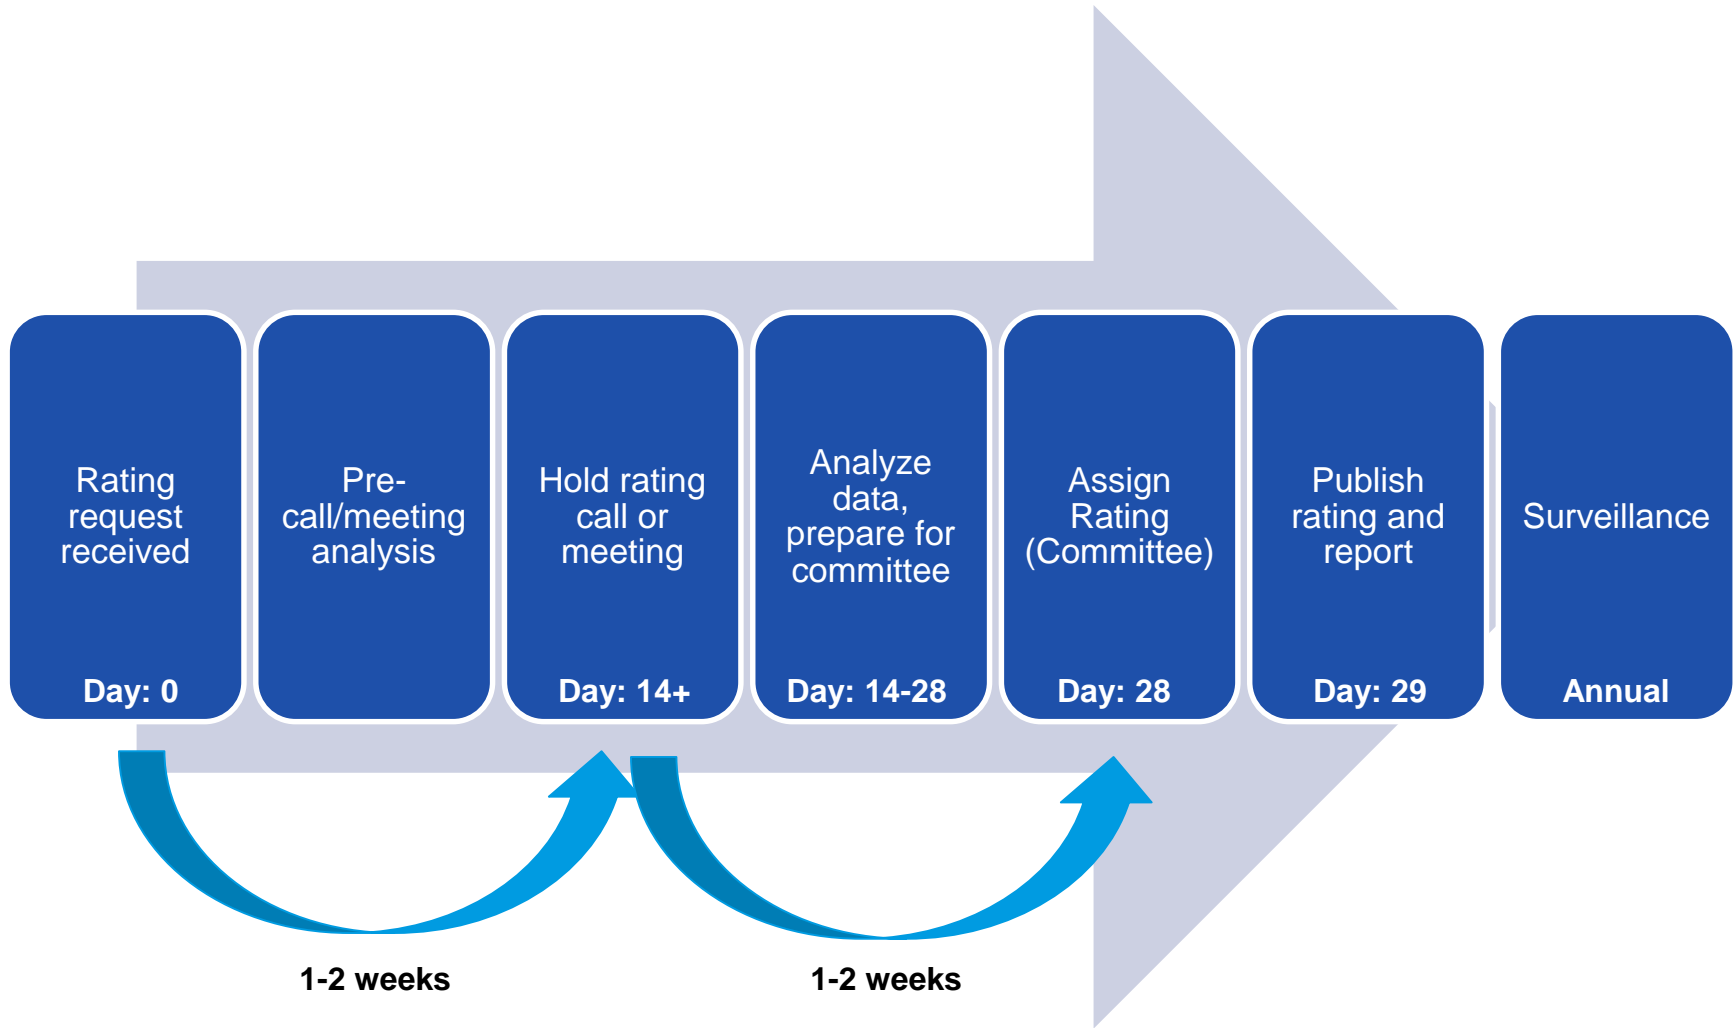 Rating
request
received
Day: 0
Pre-
call/meeting
analysis
Hold rating
call or
meeting
Day: 14+
Analyze
data,
prepare for
committee
Day: 14-28
Assign
Rating
(Committee)
Day: 28
Publish
rating and
report
Day: 29
Surveillance
Annual
1-2 weeks
1-2 weeks